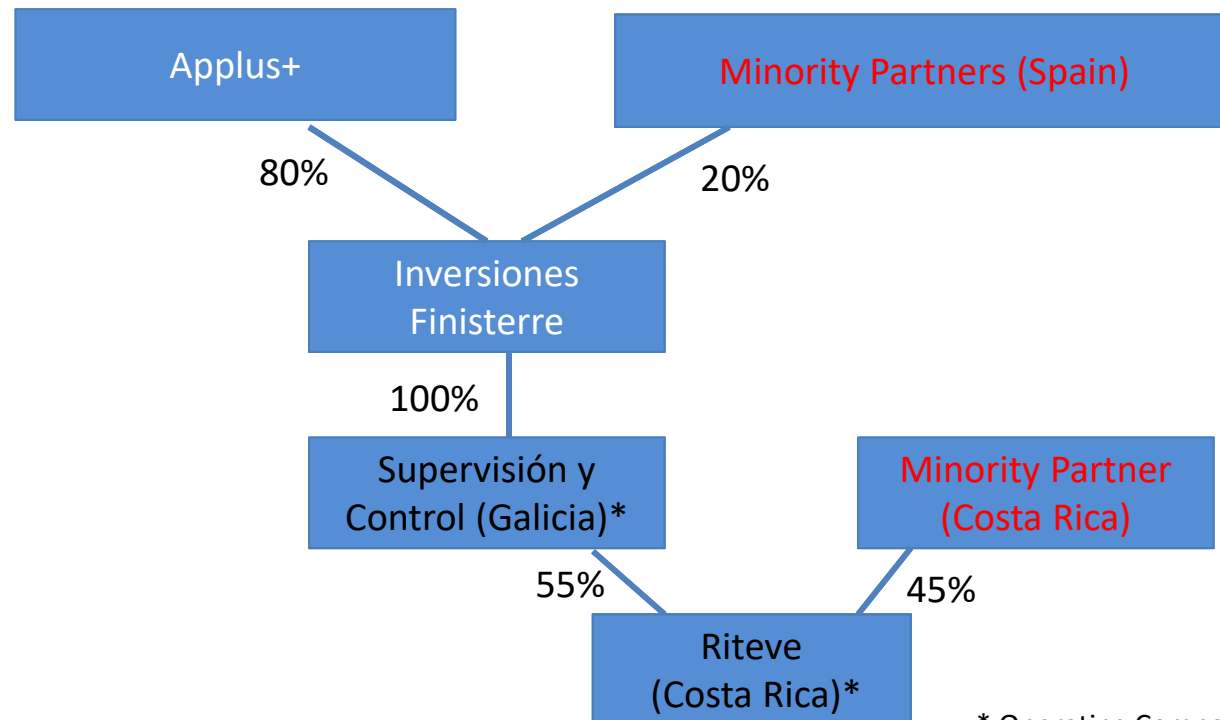 Applus+
Minority Partners (Spain)
80%
20%
Inversiones
Finisterre
100%
Supervisión y
Control (Galicia)*
Minority Partner
(Costa Rica)
55%
45%
Riteve
(Costa Rica)*
* Operating